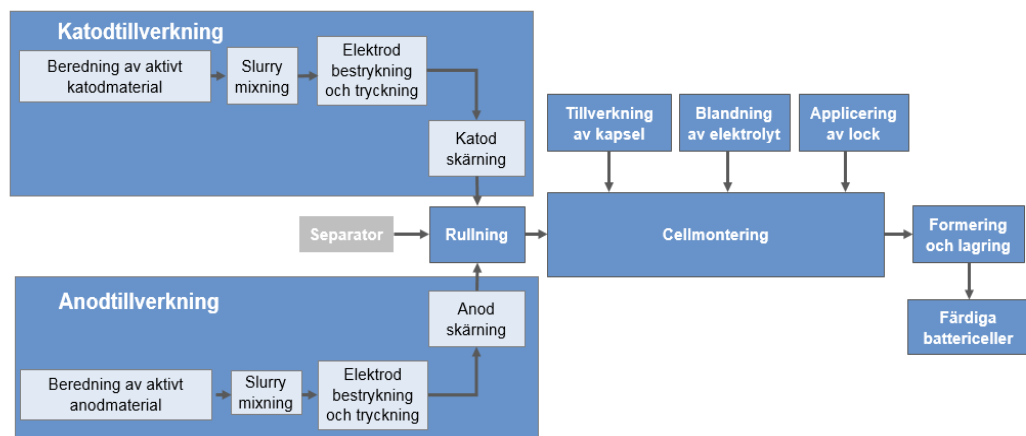 Katodtillverkning
Beredning av aktivt
katodmaterial
Slurry
mixning
Elektrod
bestrykning
och tryckning
Katod
skärning
Tillverkning
av kapsel
Blandning
av elektrolyt
Applicering
av lock
Separator
Rullning
Cellmontering
Formering
och lagring
Färdiga
battericeller
Anodtillverkning
Anod
skärning
Beredning av aktivt
anodmaterial
Slurry
mixning
Elektrod
bestrykning
och tryckning